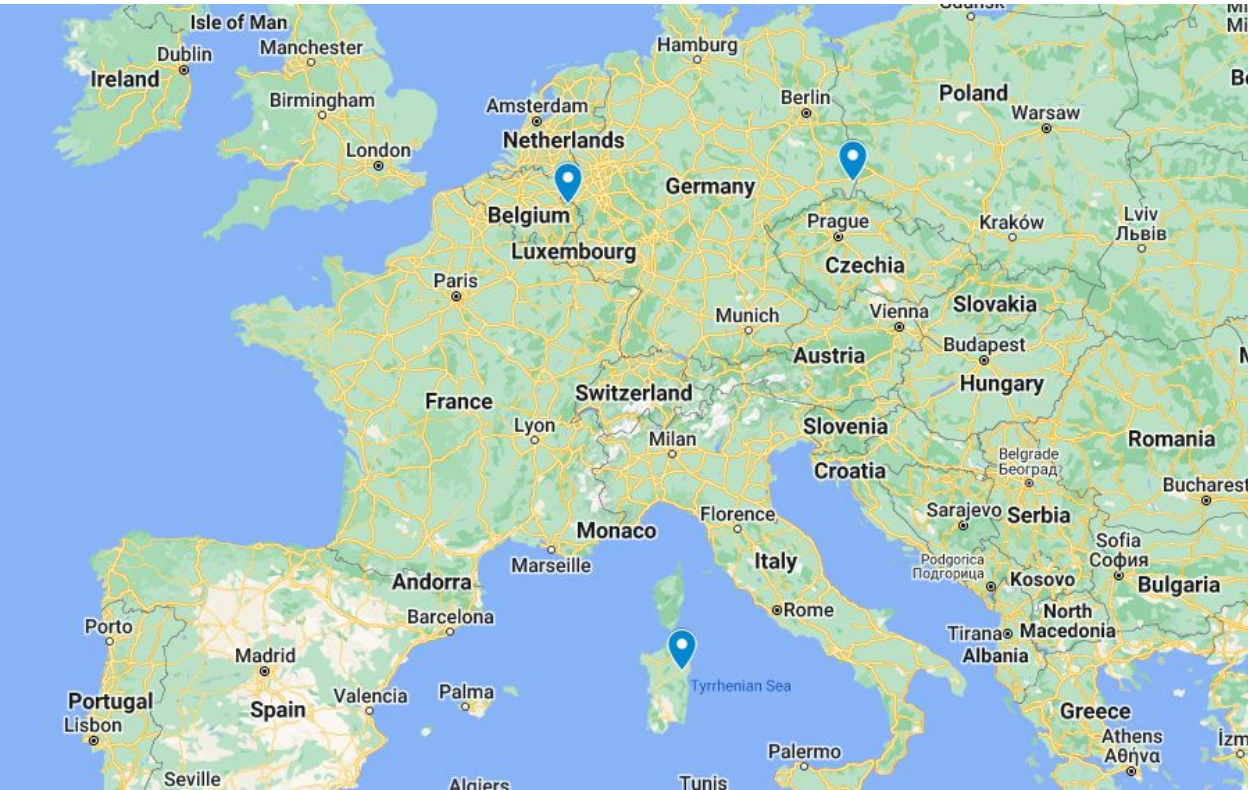 Isle of Man
Dublin
Manchester
Ireland
Birmingham
London
Hamburg
Amsterdam
Netherlands
Berlin
Poland
Warsaw
Germany
Belgium
Luxembourg
Prague
Czechia
Kraków
Lviv
Львів
Paris
Munich
Vienna
Slovakia
Austria
Budapest
Hungary
France
Switzerland
Lyon
Milan
Slovenia
Croatia
Romania
Belgrade
Београд
Bucharest
Sarajevo
Serbia
Florence
Monaco
Marseille
Italy
Sofia
София
Podgorica
Подгорица
Kosovo
Bulgaria
Andorra
Barcelona
Rome
North
Macedonia
Tirana
Albania
Porto
Madrid
Portugal
Lisbon
Spain
Valencia
Palma
Tyrrhenian Sea
Greece
Athens
Αθήνα
Palermo
Seville
Algiers
Tunis